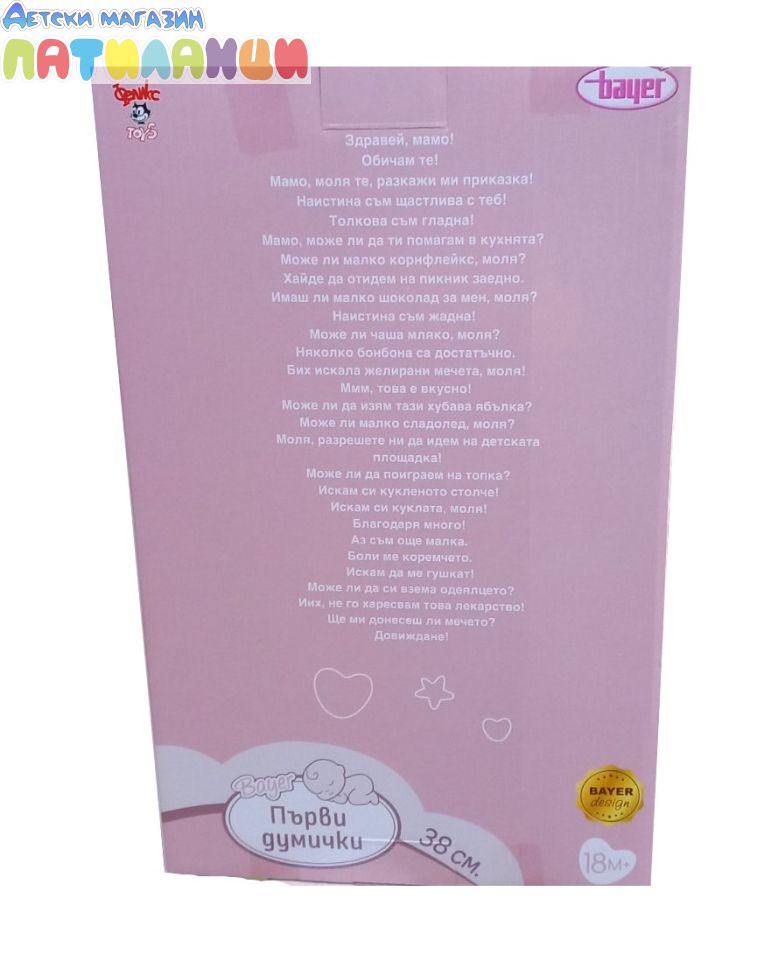 Детски магазин
ПАТИЛАНЦИ
Феликс
TOYS
bayer
Здравей, мамо!
Обичам те!
Мамо, моля те, разкажи ми приказка!
Наистина съм щастлива с теб!
Толкова съм гладна!
Мамо, може ли да ти помагам в кухнята?
Може ли малко корнфлейкс, моля?
Хайде да отидем на пикник заедно.
Имаш ли малко шоколад за мен, моля?
Наистина съм жадна!
Може ли чаша мляко, моля?
Няколко бонбона са достатъчно.
Бих искала желирани мечета, моля!
Ммм, това е вкусно!
Може ли да изям тази хубава ябълка?
Може ли малко сладолед, моля?
Моля, разрешете ни да идем на детската
площадка!
Може ли да поиграем на топка?
Искам си кукленото столче!
Искам си куклата, моля!
Благодаря много!
Аз съм още малка.
Боли ме коремчето.
Искам да ме гушкат!
Може ли да си взема одеялцето?
Иих, не го харесвам това лекарство!
Ще ми донесеш ли мечето?
Довиждане!
Bayer
Първи
думички
38 см.
BAYER
design
18M+